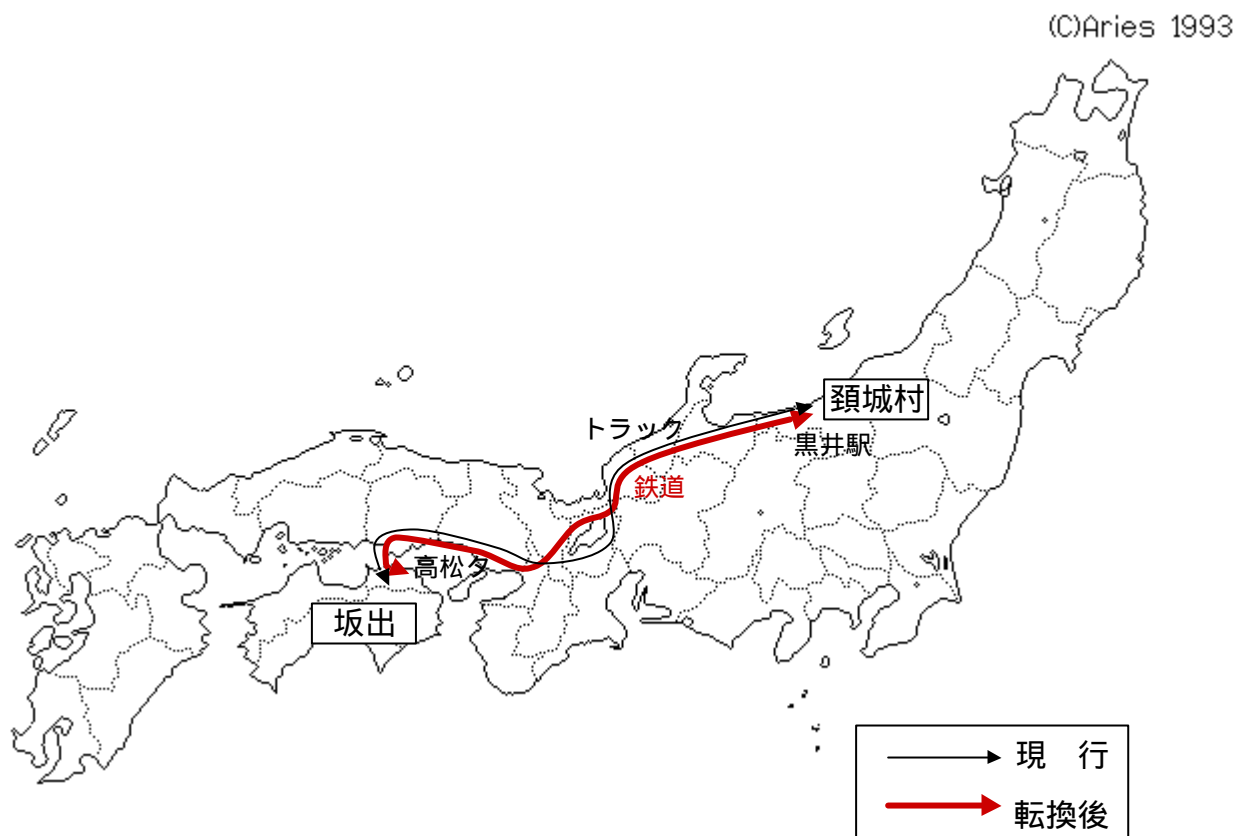 (C)Aries 1993
頚城村
トラック
黒井駅
鉄道
高松タ
坂出
現　行
転換後